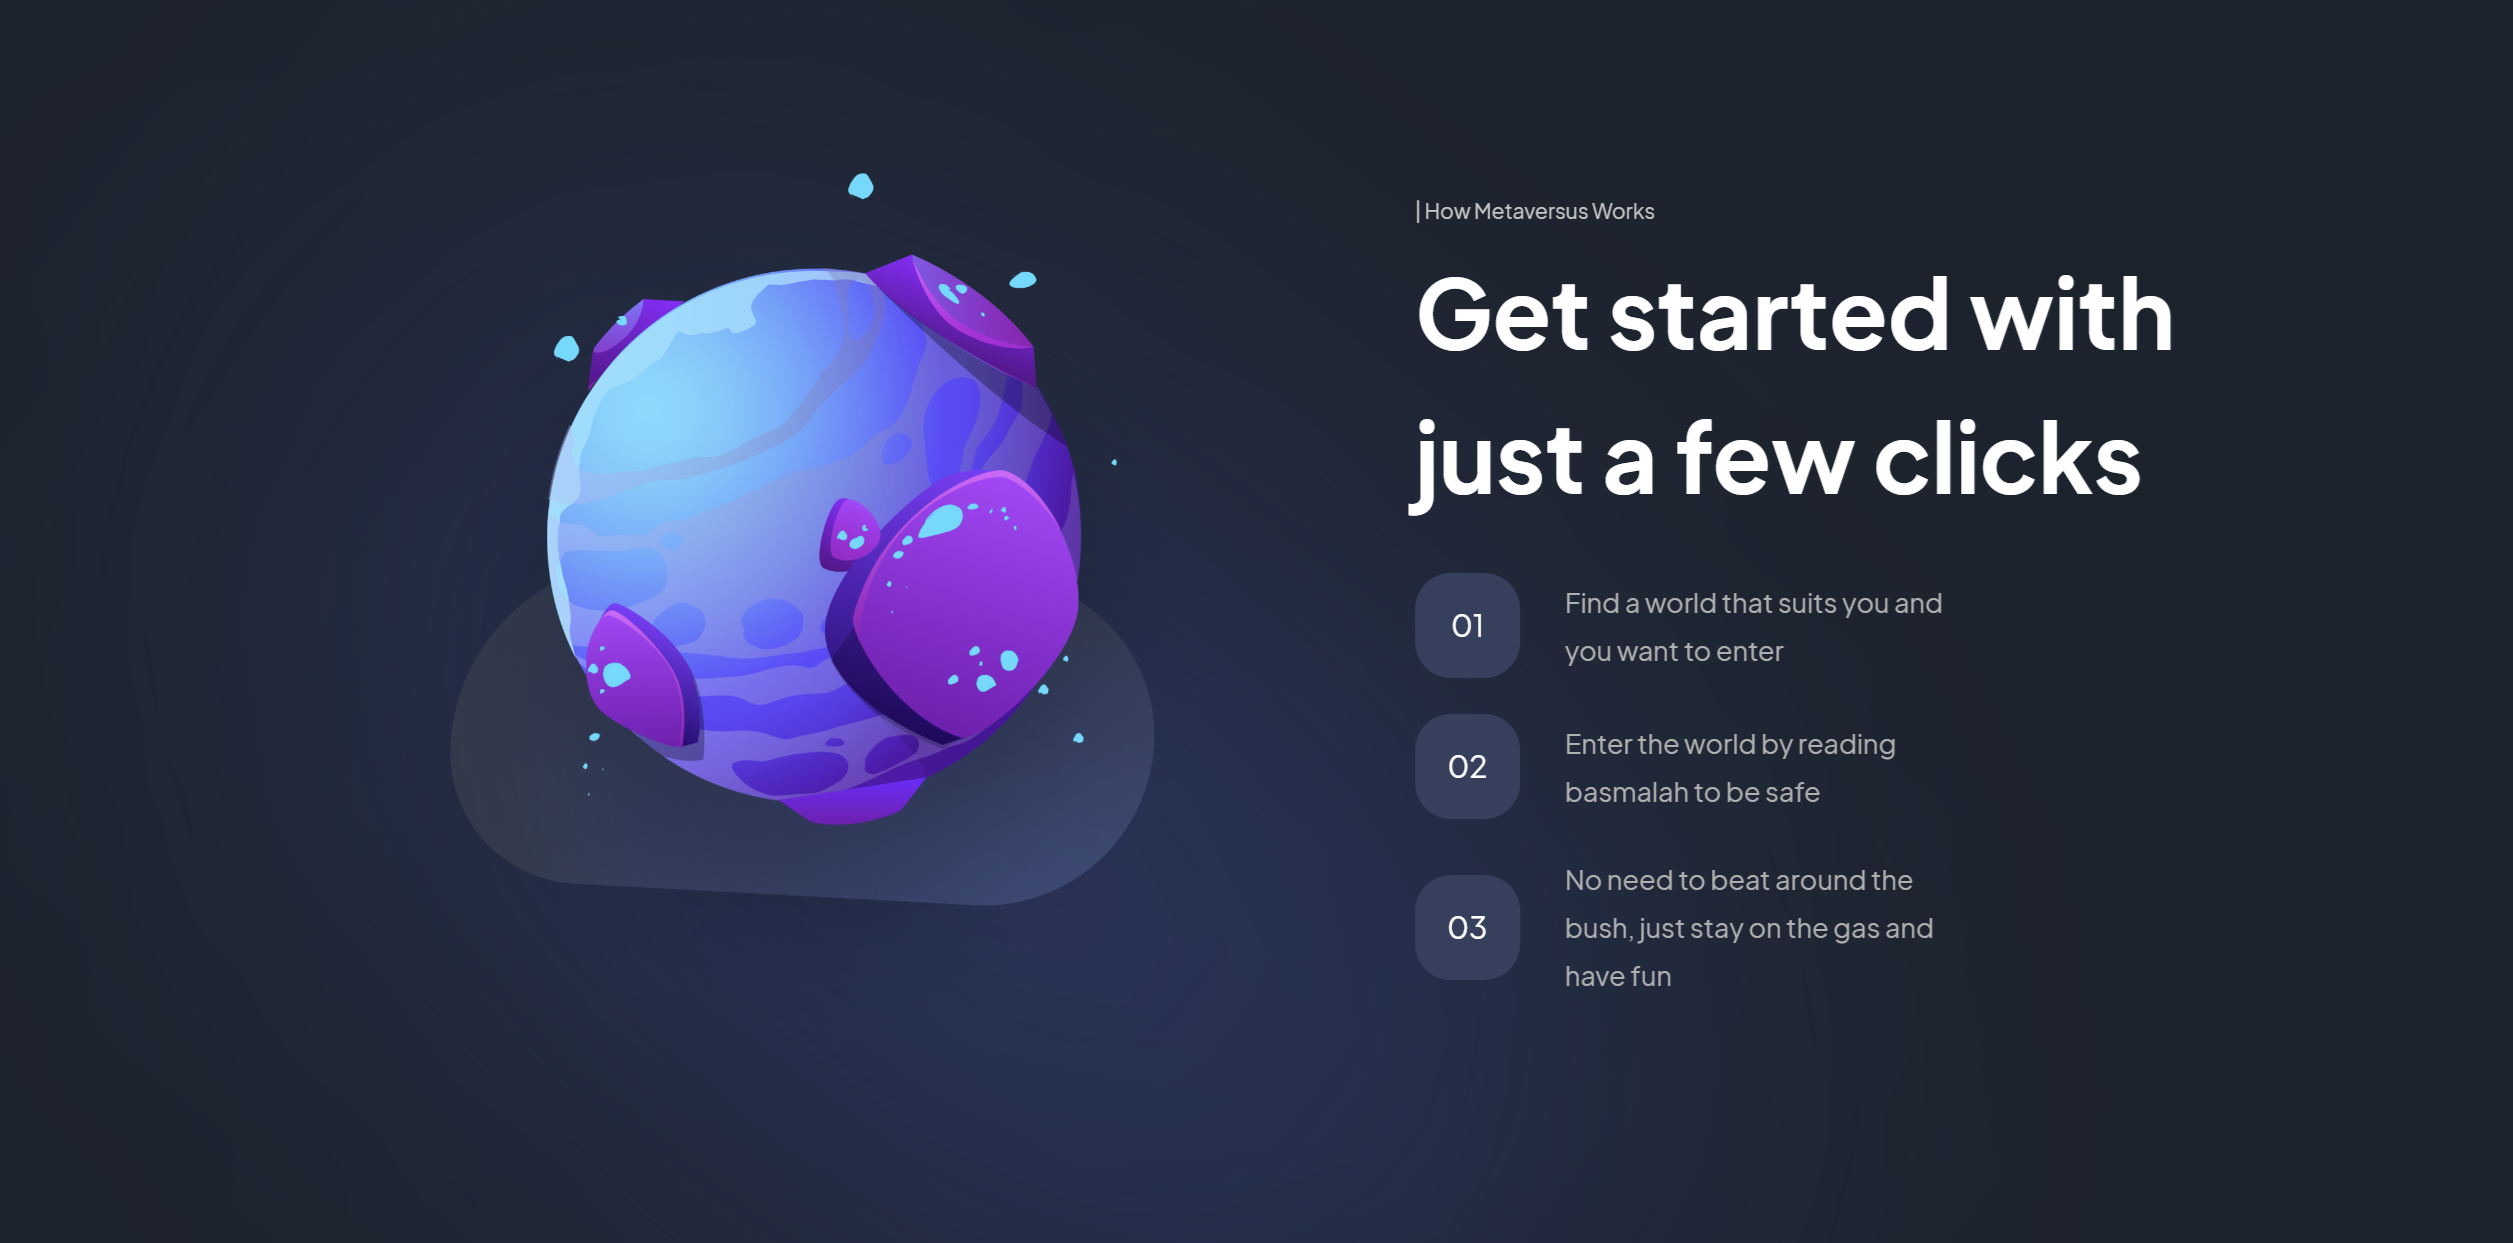 | How Metaversus Works
Get started with
just a few clicks
01
Find a world that suits you and
you want to enter
02
Enter the world by reading
basmalah to be safe
03
No need to beat around the
bush, just stay on the gas and
have fun